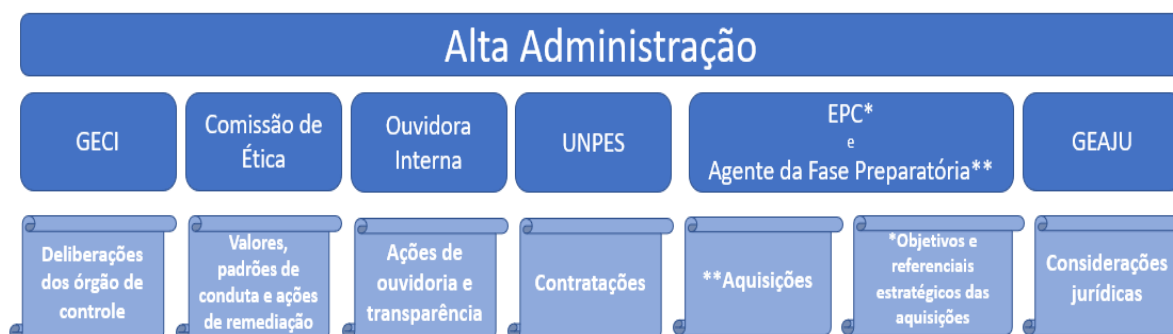 Alta Administração
GECI
Comissão de
Ética
Ouvidora
Interna
UNPES
EPC*
e
Agente da Fase Preparatória**
GEAJU
Deliberações
dos órgão de
controle
Valores,
padrões de
conduta e ações
de remediação
Ações de
ouvidoria e
transparência
Contratações
**Aquisições
*Objetivos e
referenciais
estratégicos das
aquisições
Considerações
jurídicas